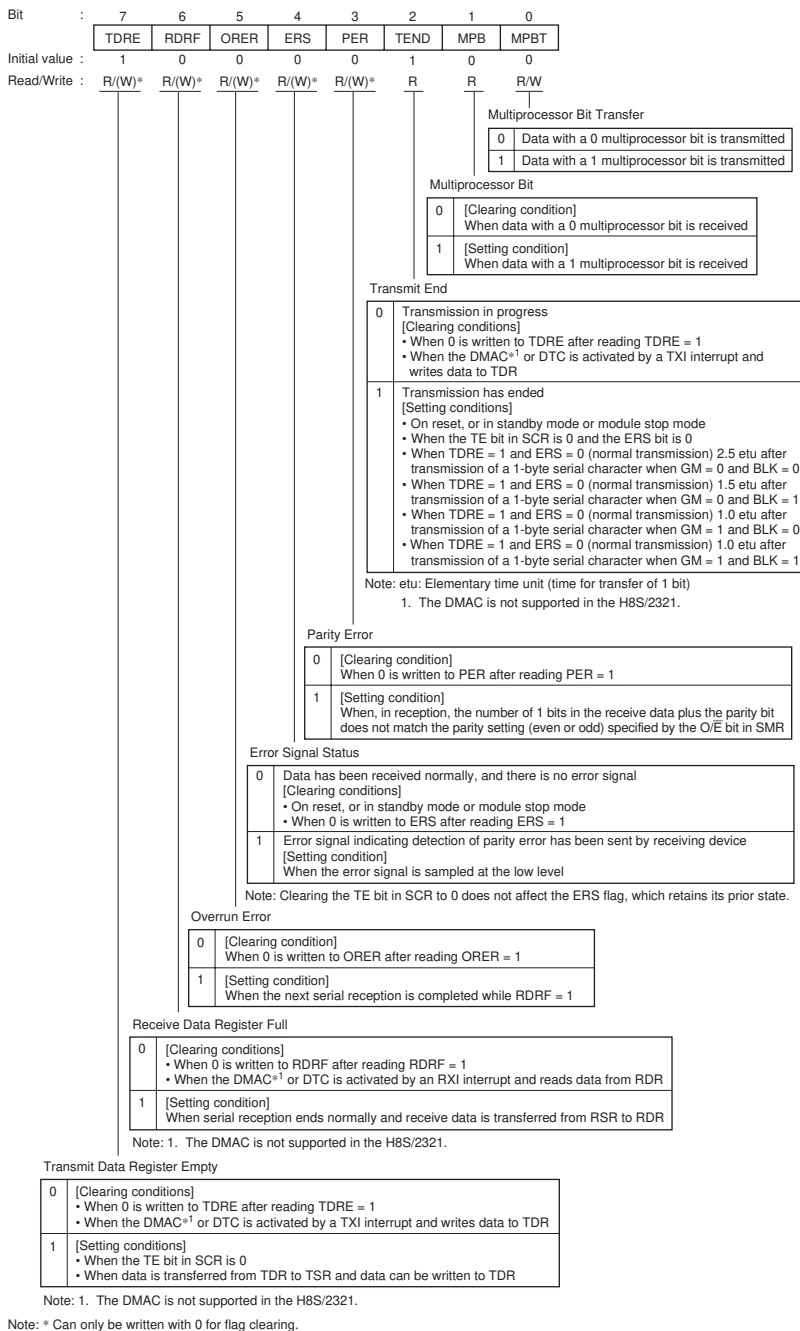 Bit : 7 6 5 4 3 2 1 0
TDRE RDRF ORER ERS PER TEND MPB MPBT
Initial value : 1 0 0 0 0 1 0 0
Read/Write : R/(W)* R/(W)* R/(W)* R/(W)* R/(W)* R R R/W
Multiprocessor Bit Transfer
0 Data with a 0 multiprocessor bit is transmitted
1 Data with a 1 multiprocessor bit is transmitted
Multiprocessor Bit
0 [Clearing condition]
When data with a 0 multiprocessor bit is received
1 [Setting condition]
When data with a 1 multiprocessor bit is received
Transmit End
0 Transmission in progress
[Clearing conditions]
• When 0 is written to TDRE after reading TDRE = 1
• When the DMAC*1 or DTC is activated by a TXI interrupt and
writes data to TDR
1 Transmission has ended
[Setting conditions]
• On reset, or in standby mode or module stop mode
• When the TE bit in SCR is 0 and the ERS bit is 0
• When TDRE = 1 and ERS = 0 (normal transmission) 2.5 etu after
transmission of a 1-byte serial character when GM = 0 and BLK = 0
• When TDRE = 1 and ERS = 0 (normal transmission) 1.5 etu after
transmission of a 1-byte serial character when GM = 0 and BLK = 1
• When TDRE = 1 and ERS = 0 (normal transmission) 1.0 etu after
transmission of a 1-byte serial character when GM = 1 and BLK = 0
• When TDRE = 1 and ERS = 0 (normal transmission) 1.0 etu after
transmission of a 1-byte serial character when GM = 1 and BLK = 1
Note: etu: Elementary time unit (time for transfer of 1 bit)
1. The DMAC is not supported in the H8S/2321.
Parity Error
0 [Clearing condition]
When 0 is written to PER after reading PER = 1
1 [Setting condition]
When, in reception, the number of 1 bits in the receive data plus the parity bit
does not match the parity setting (even or odd) specified by the O/E̅ bit in SMR
Error Signal Status
0 Data has been received normally, and there is no error signal
[Clearing conditions]
• On reset, or in standby mode or module stop mode
• When 0 is written to ERS after reading ERS = 1
1 Error signal indicating detection of parity error has been sent by receiving device
[Setting condition]
When the error signal is sampled at the low level
Note: Clearing the TE bit in SCR to 0 does not affect the ERS flag, which retains its prior state.
Overrun Error
0 [Clearing condition]
When 0 is written to ORER after reading ORER = 1
1 [Setting condition]
When the next serial reception is completed while RDRF = 1
Receive Data Register Full
0 [Clearing conditions]
• When 0 is written to RDRF after reading RDRF = 1
• When the DMAC*1 or DTC is activated by an RXI interrupt and reads data from RDR
1 [Setting condition]
When serial reception ends normally and receive data is transferred from RSR to RDR
Note: 1. The DMAC is not supported in the H8S/2321.
Transmit Data Register Empty
0 [Clearing conditions]
• When 0 is written to TDRE after reading TDRE = 1
• When the DMAC*1 or DTC is activated by a TXI interrupt and writes data to TDR
1 [Setting conditions]
• When the TE bit in SCR is 0
• When data is transferred from TDR to TSR and data can be written to TDR
Note: 1. The DMAC is not supported in the H8S/2321.
Note: * Can only be written with 0 for flag clearing.